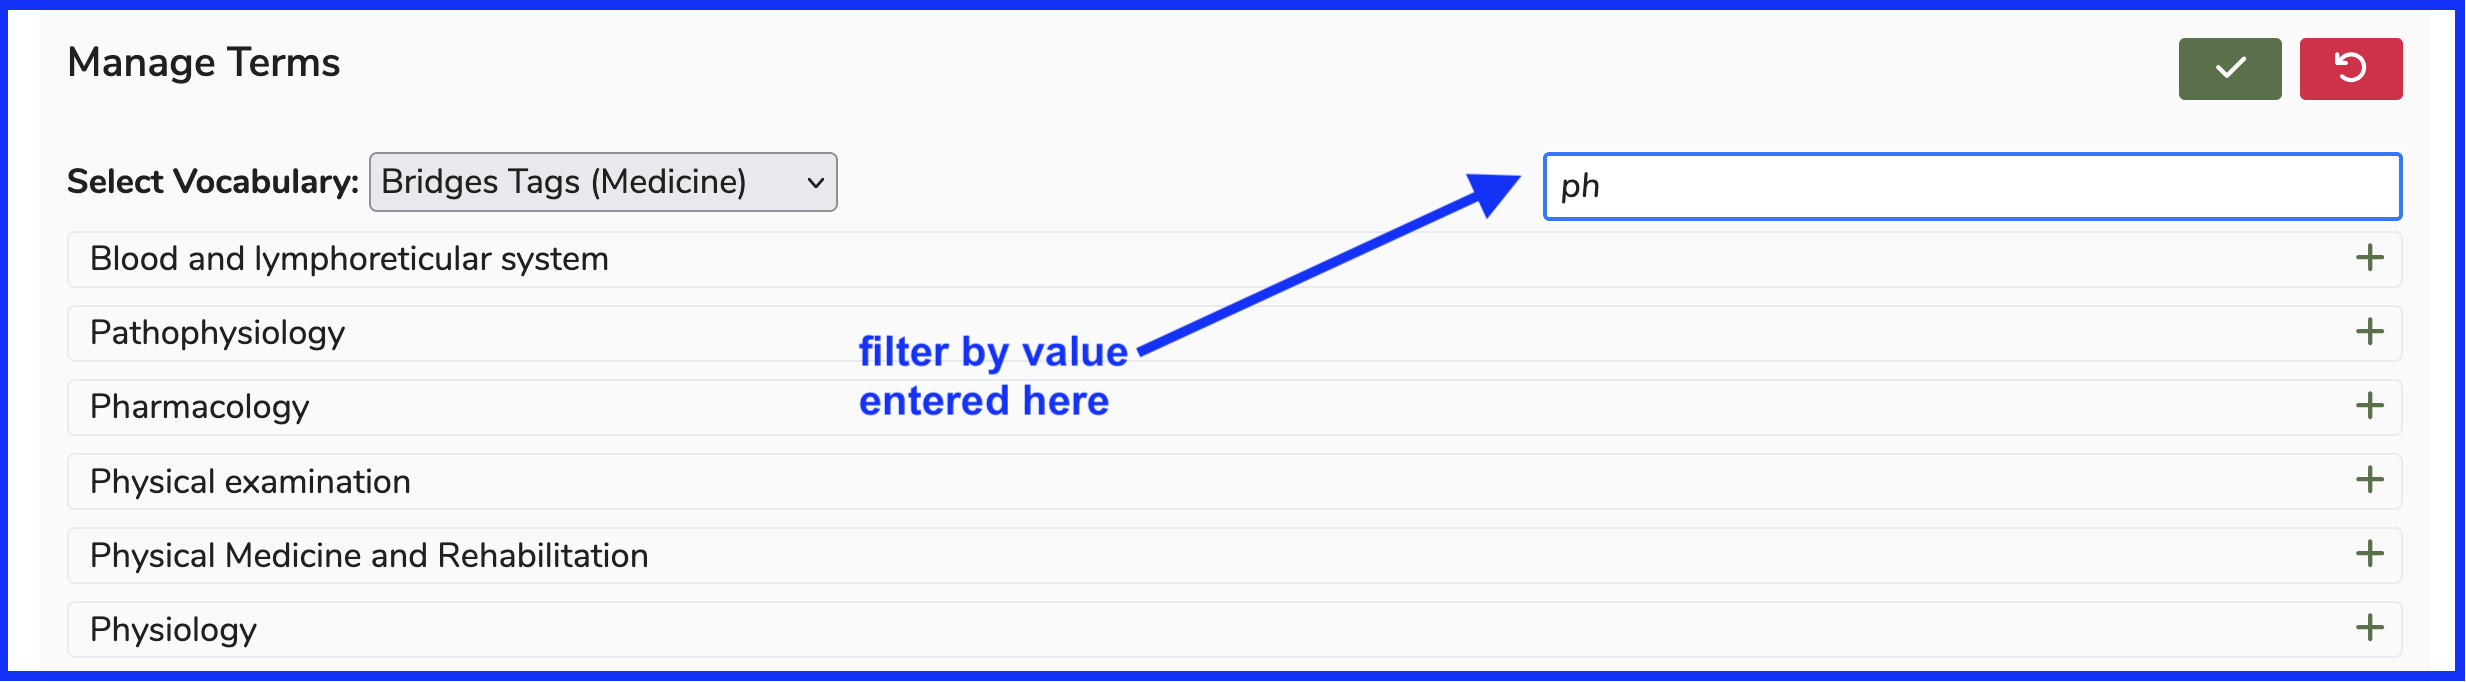 Manage Terms
Select Vocabulary: Bridges Tags (Medicine)
ph
Blood and lymphoreticular system
Pathophysiology
filter by value
entered here
Pharmacology
Physical examination
Physical Medicine and Rehabilitation
Physiology